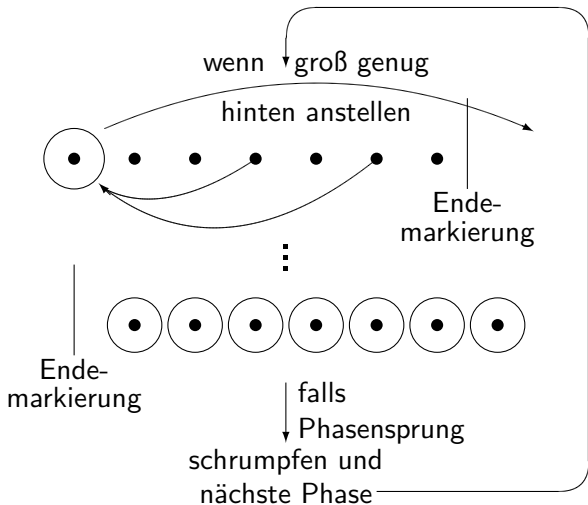 wenn groß genug
hinten anstellen
Ende-
markierung
Ende-
markierung
falls
Phasensprung
schrumpfen und
nächste Phase